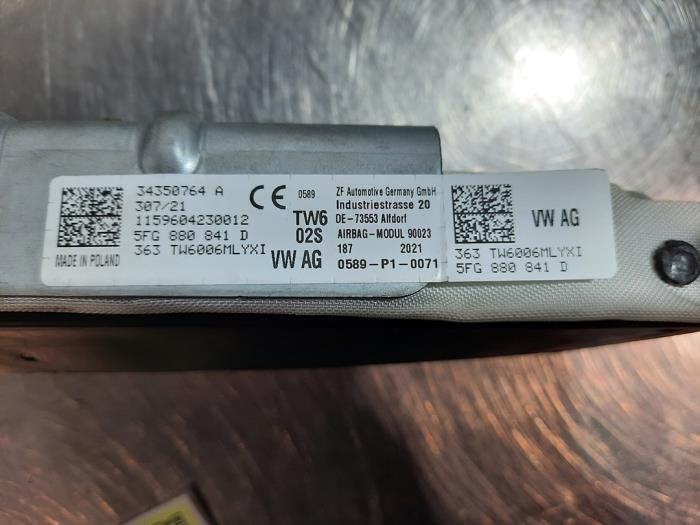 34350764 A
307/21
1159604230012
5FG 880 841 D
363 TW6006MLYXI
MADE IN POLAND
CE 0589
TW6
02S
VW AG
ZF Automotive Germany GmbH
Industriestrasse 20
DE-73553 Alfdorf
AIRBAG-MODUL 90023
187 2021
0589-P1-0071
VW AG
363 TW6006MLYXI
5FG 880 841 D